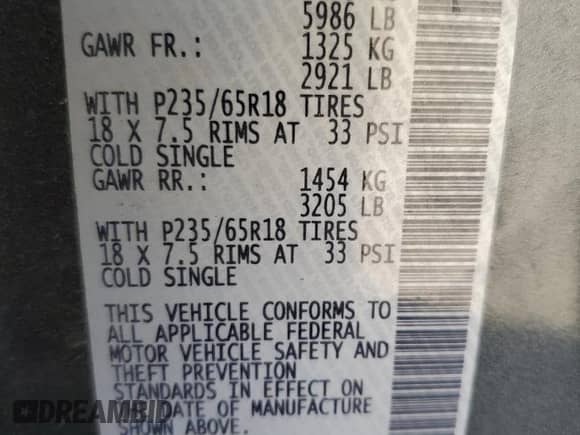 5986 LB
GAWR FR.: 1325 KG
2921 LB
WITH P235/65R18 TIRES
18 X 7.5 RIMS AT 33 PSI
COLD SINGLE
GAWR RR.: 1454 KG
3205 LB
WITH P235/65R18 TIRES
18 X 7.5 RIMS AT 33 PSI
COLD SINGLE
THIS VEHICLE CONFORMS TO
ALL APPLICABLE FEDERAL
MOTOR VEHICLE SAFETY AND
THEFT PREVENTION
STANDARDS IN EFFECT ON
DATE OF MANUFACTURE
SHOWN ABOVE.
DREAMBID